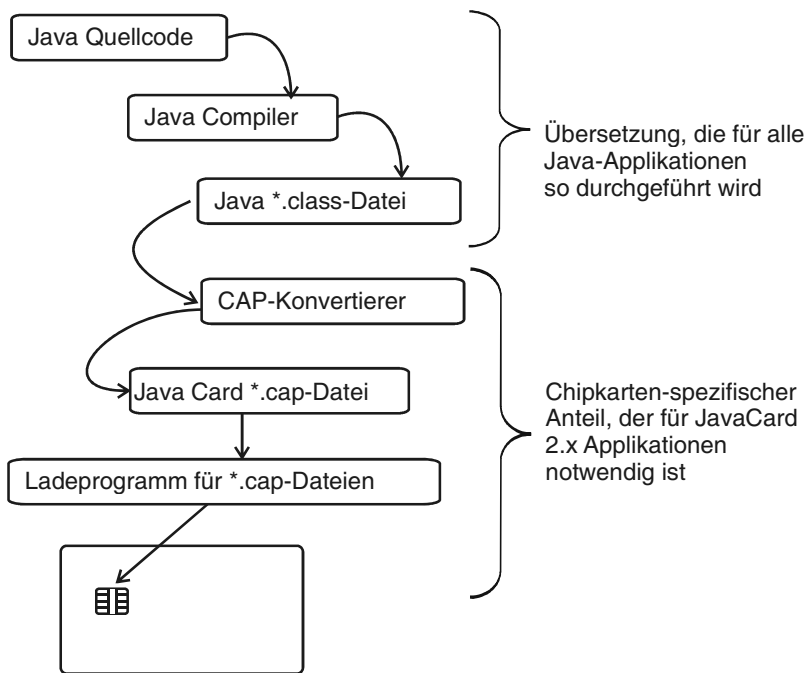 Java Quellcode
Java Compiler
Java *.class-Datei
Übersetzung, die für alle
Java-Applikationen
so durchgeführt wird
CAP-Konvertierer
Java Card *.cap-Datei
Ladeprogramm für *.cap-Dateien
Chipkarten-spezifischer
Anteil, der für JavaCard
2.x Applikationen
notwendig ist